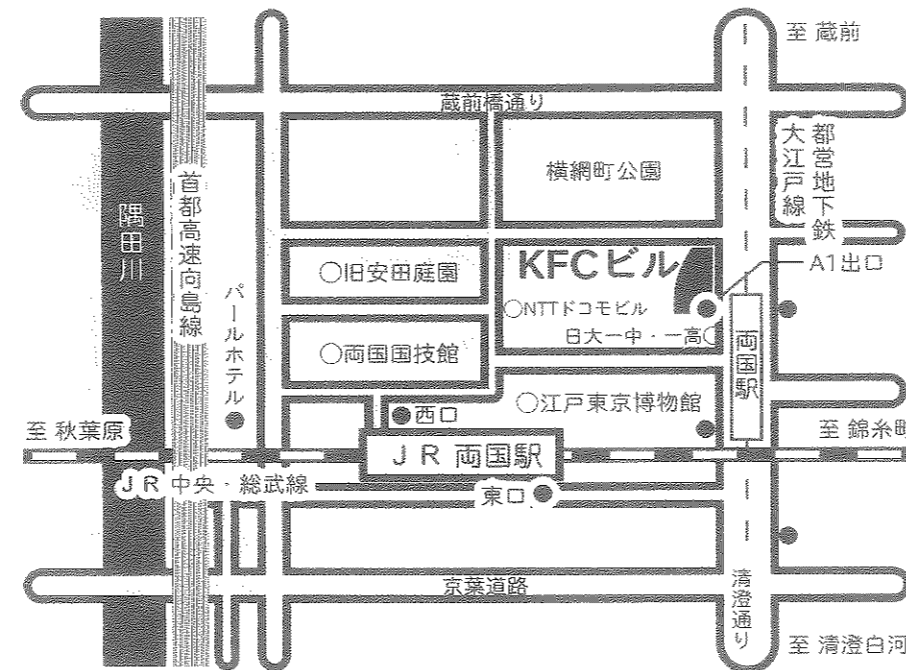 至 蔵前
蔵前橋通り
都営地下鉄
大江戸線
横網町公園
首都高速向島線
隅田川
KFCビル
A1出口
○旧安田庭園
○NTTドコモビル
日大一中・一高○
パールホテル
両国駅
○両国国技館
○江戸東京博物館
西口
至 秋葉原
至 錦糸町
JR 両国駅
JR 中央・総武線
東口
京葉道路
清澄通り
至 清澄白河